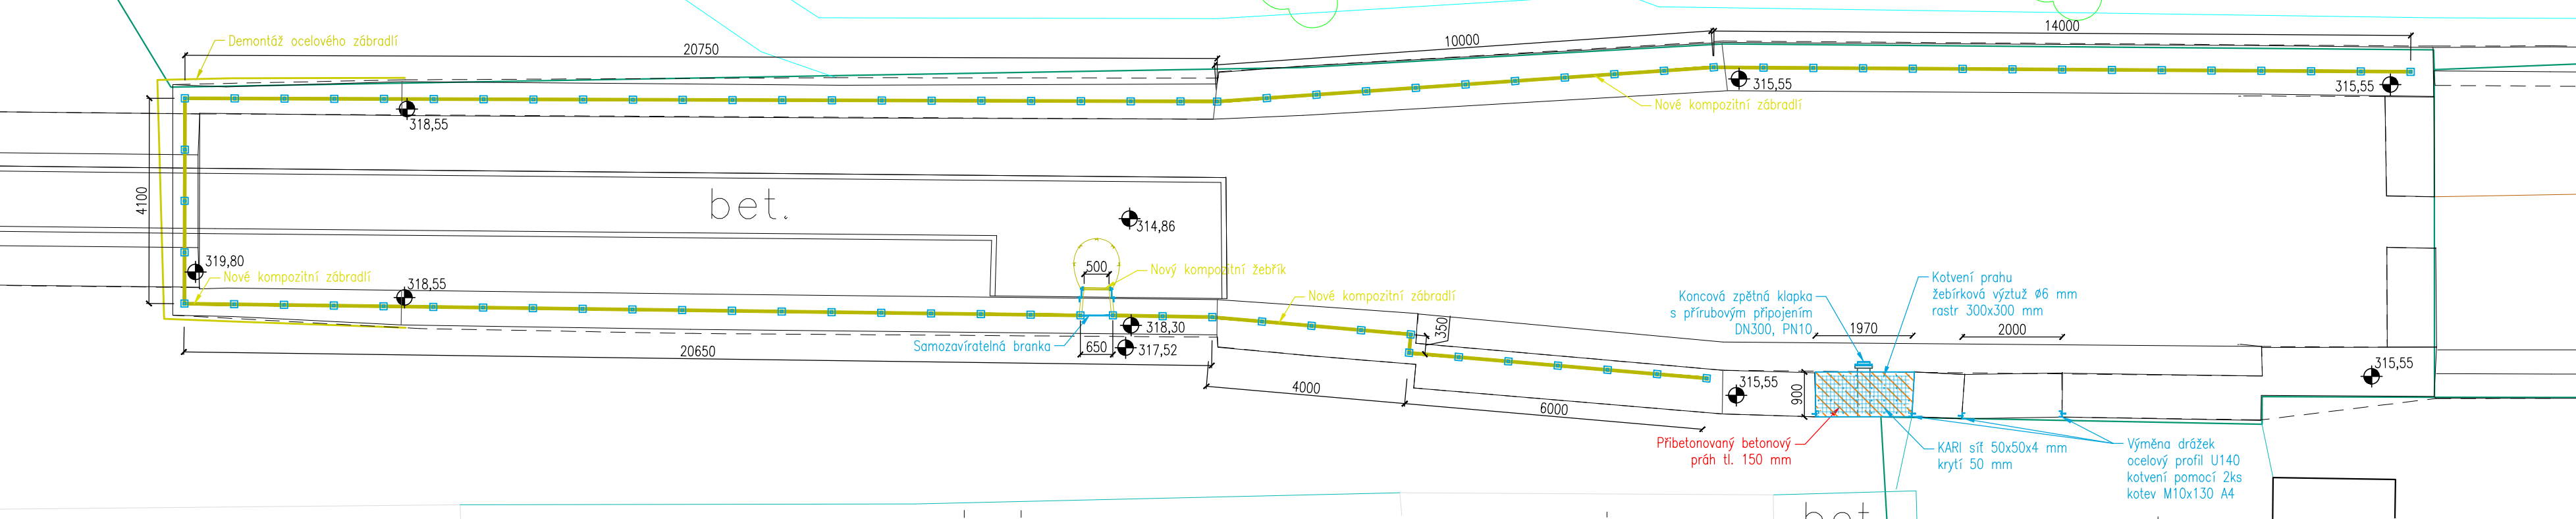 14000
10000
Demontáž ocelového zábradlí
20750
315,55
315,55
Nové kompozitní zábradlí
318,55
4100
bet.
314,86
319,80
Nové kompozitní zábradlí
500
Nový kompozitní žebřík
318,55
Nové kompozitní zábradlí
Koncová zpětná klapka
s přírubovým připojením
DN300, PN10
Kotvení prahu
žebírková výztuž ø6 mm
rastr 300x300 mm
318,30
350
1970
2000
Samozavíratelná branka
650
317,52
20650
315,55
315,55
4000
900
6000
Přibetonovaný betonový
práh tl. 150 mm
KARI síť 50x50x4 mm
krytí 50 mm
Výměna drážek
ocelový profil U140
kotvení pomocí 2ks
kotev M10x130 A4
bet